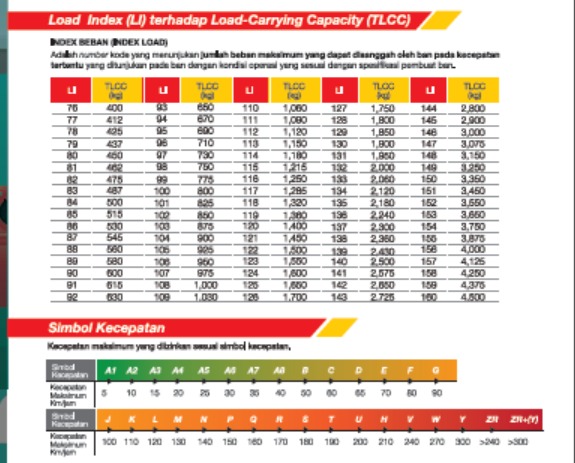 Load Index (LI) terhadap Load-Carrying Capacity (TLCC)
INDEX BEBAN (INDEX LOAD)
Adalah number kode yang menunjukan jumlah beban maksimum yang dapat disanggah oleh ban pada kecepatan
tertentu yang ditunjukan pada ban dengan kondisi operasi yang sesuai dengan spesifikasi pembuat ban.
LI TLCC (kg) LI TLCC (kg) LI TLCC (kg) LI TLCC (kg) LI TLCC (kg)
76 400 93 650 110 1,060 127 1,750 144 2,800
77 412 94 670 111 1,090 128 1,800 145 2,900
78 425 95 690 112 1,120 129 1,850 146 3,000
79 437 96 710 113 1,150 130 1,900 147 3,075
80 450 97 730 114 1,180 131 1,950 148 3,150
81 462 98 750 115 1,215 132 2,000 149 3,250
82 475 99 775 116 1,250 133 2,060 150 3,350
83 487 100 800 117 1,285 134 2,120 151 3,450
84 500 101 825 118 1,320 135 2,180 152 3,550
85 515 102 850 119 1,360 136 2,240 153 3,650
86 530 103 875 120 1,400 137 2,300 154 3,750
87 545 104 900 121 1,450 138 2,360 155 3,875
88 560 105 925 122 1,500 139 2,430 156 4,000
89 580 106 950 123 1,550 140 2,500 157 4,125
90 600 107 975 124 1,600 141 2,575 158 4,250
91 615 108 1,000 125 1,650 142 2,650 159 4,375
92 630 109 1.030 126 1,700 143 2.725 160 4,500
Simbol Kecepatan
Kecepatan maksimum yang diizinkan sesuai simbol kecepatan.
Simbol Kecepatan A1 A2 A3 A4 A5 A6 A7 A8 B C D E F G
Kecepatan Maksimum Km/jam 5 10 15 20 25 30 35 40 50 60 65 70 80 90
Simbol Kecepatan J K L M N P Q R S T U H V W Y ZR ZR+(Y)
Kecepatan Maksimum Km/jam 100 110 120 130 140 150 160 170 180 190 200 210 240 270 300 >240 >300